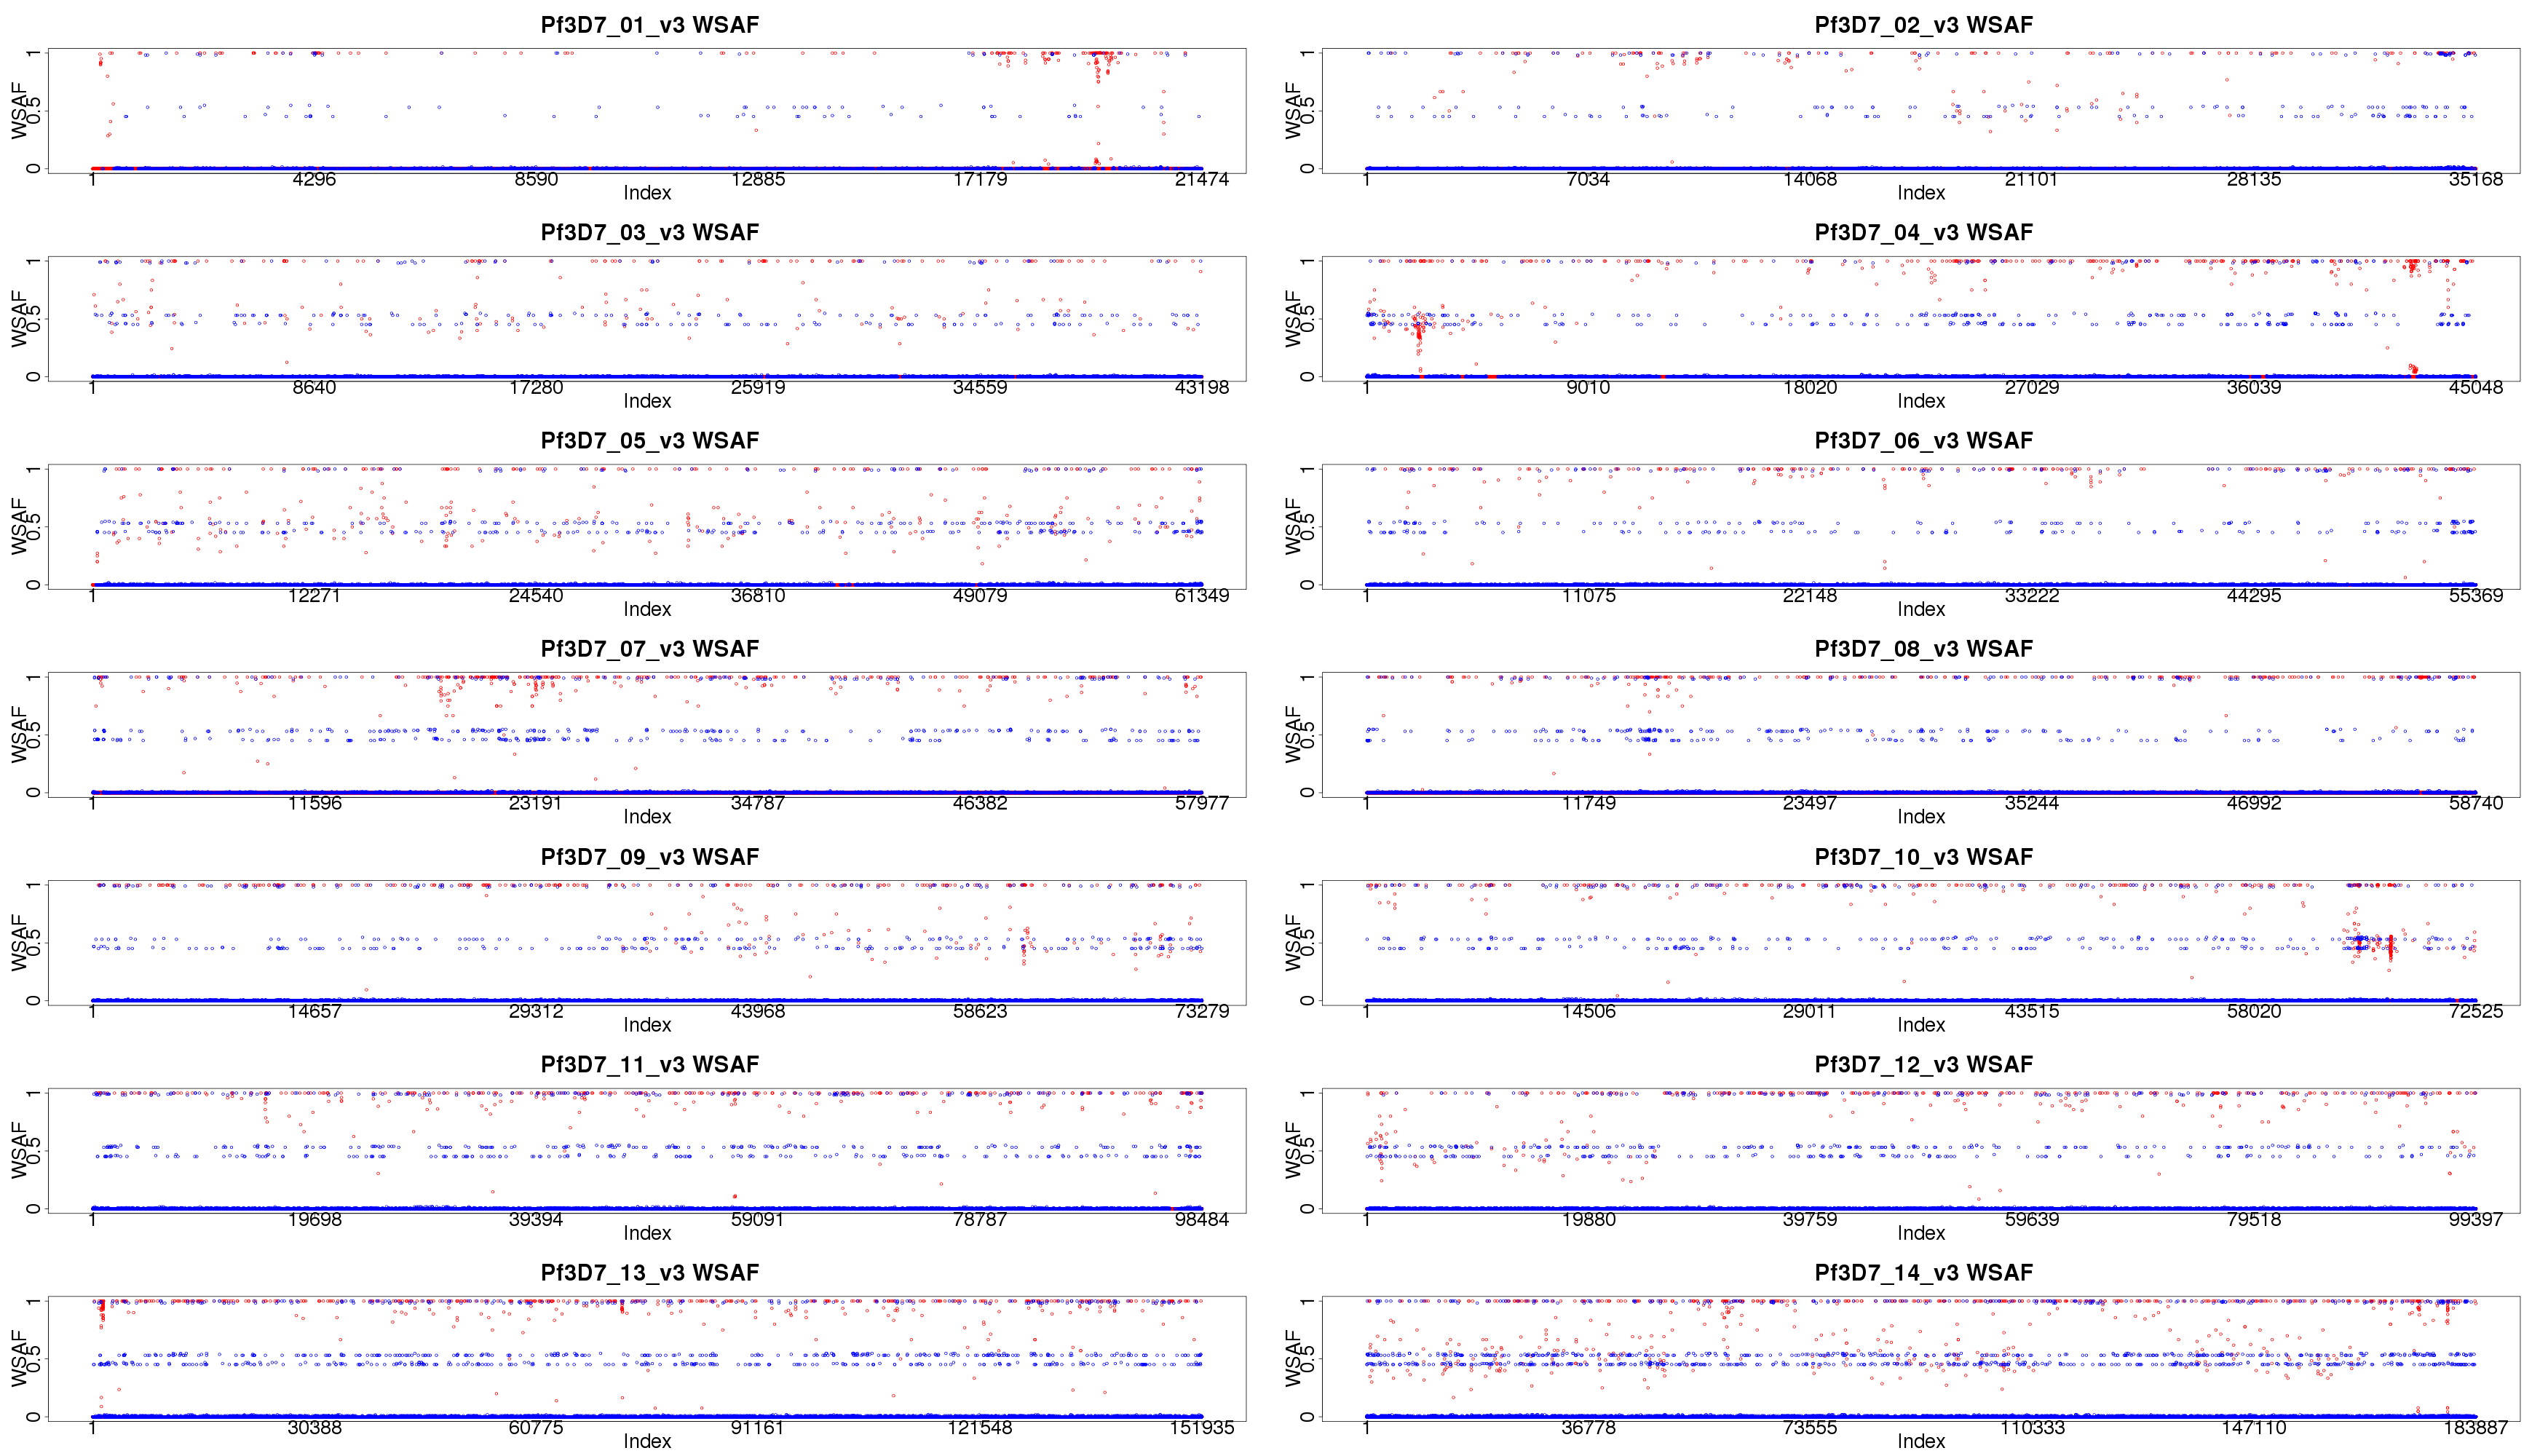 Pf3D7_01_v3 WSAF
WSAF
0 0.5 1
1 4296 8590 12885 17179 21474
Index
Pf3D7_02_v3 WSAF
WSAF
0 0.5 1
1 7034 14068 21101 28135 35168
Index
Pf3D7_03_v3 WSAF
WSAF
0 0.5 1
1 8640 17280 25919 34559 43198
Index
Pf3D7_04_v3 WSAF
WSAF
0 0.5 1
1 9010 18020 27029 36039 45048
Index
Pf3D7_05_v3 WSAF
WSAF
0 0.5 1
1 12271 24540 36810 49079 61349
Index
Pf3D7_06_v3 WSAF
WSAF
0 0.5 1
1 11075 22148 33222 44295 55369
Index
Pf3D7_07_v3 WSAF
WSAF
0 0.5 1
1 11596 23191 34787 46382 57977
Index
Pf3D7_08_v3 WSAF
WSAF
0 0.5 1
1 11749 23497 35244 46992 58740
Index
Pf3D7_09_v3 WSAF
WSAF
0 0.5 1
1 14657 29312 43968 58623 73279
Index
Pf3D7_10_v3 WSAF
WSAF
0 0.5 1
1 14506 29011 43515 58020 72525
Index
Pf3D7_11_v3 WSAF
WSAF
0 0.5 1
1 19698 39394 59091 78787 98484
Index
Pf3D7_12_v3 WSAF
WSAF
0 0.5 1
1 19880 39759 59639 79518 99397
Index
Pf3D7_13_v3 WSAF
WSAF
0 0.5 1
1 30388 60775 91161 121548 151935
Index
Pf3D7_14_v3 WSAF
WSAF
0 0.5 1
1 36778 73555 110333 147110 183887
Index